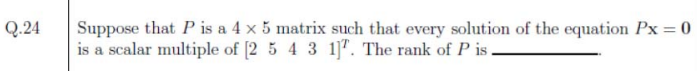 Q.24 Suppose that P is a 4 × 5 matrix such that every solution of the equation Px = 0
is a scalar multiple of [2 5 4 3 1]ᵀ. The rank of P is ________.